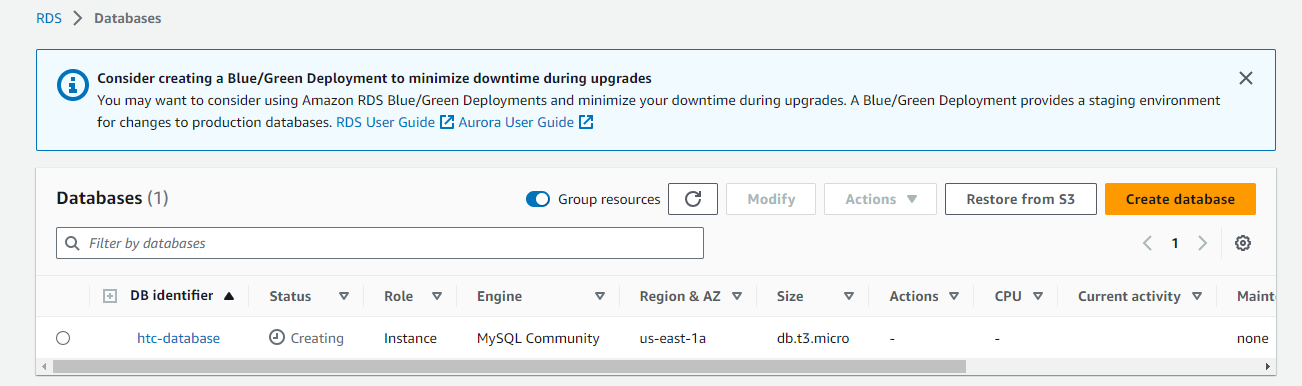 RDS > Databases
Consider creating a Blue/Green Deployment to minimize downtime during upgrades
You may want to consider using Amazon RDS Blue/Green Deployments and minimize your downtime during upgrades. A Blue/Green Deployment provides a staging environment
for changes to production databases. RDS User Guide Aurora User Guide
Databases (1) Group resources Modify Actions Restore from S3 Create database
Filter by databases 1
DB identifier Status Role Engine Region & AZ Size Actions CPU Current activity Maint
htc-database Creating Instance MySQL Community us-east-1a db.t3.micro - - none